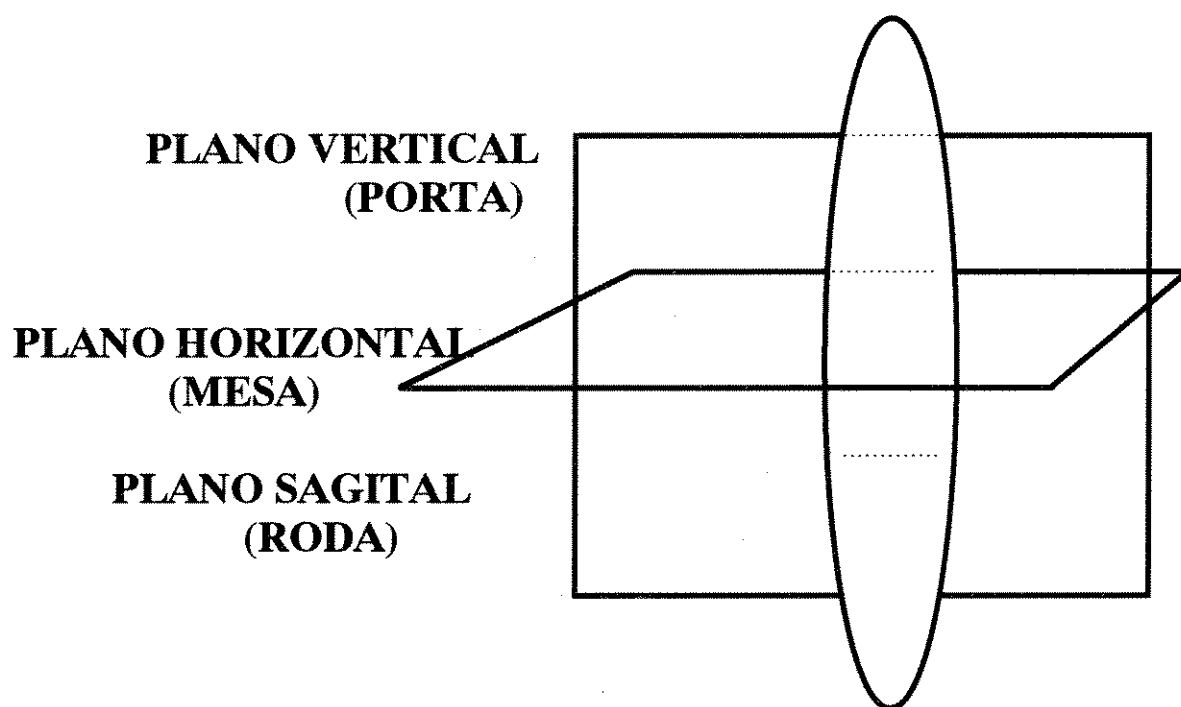 PLANO VERTICAL
(PORTA)
PLANO HORIZONTAL
(MESA)
PLANO SAGITAL
(RODA)